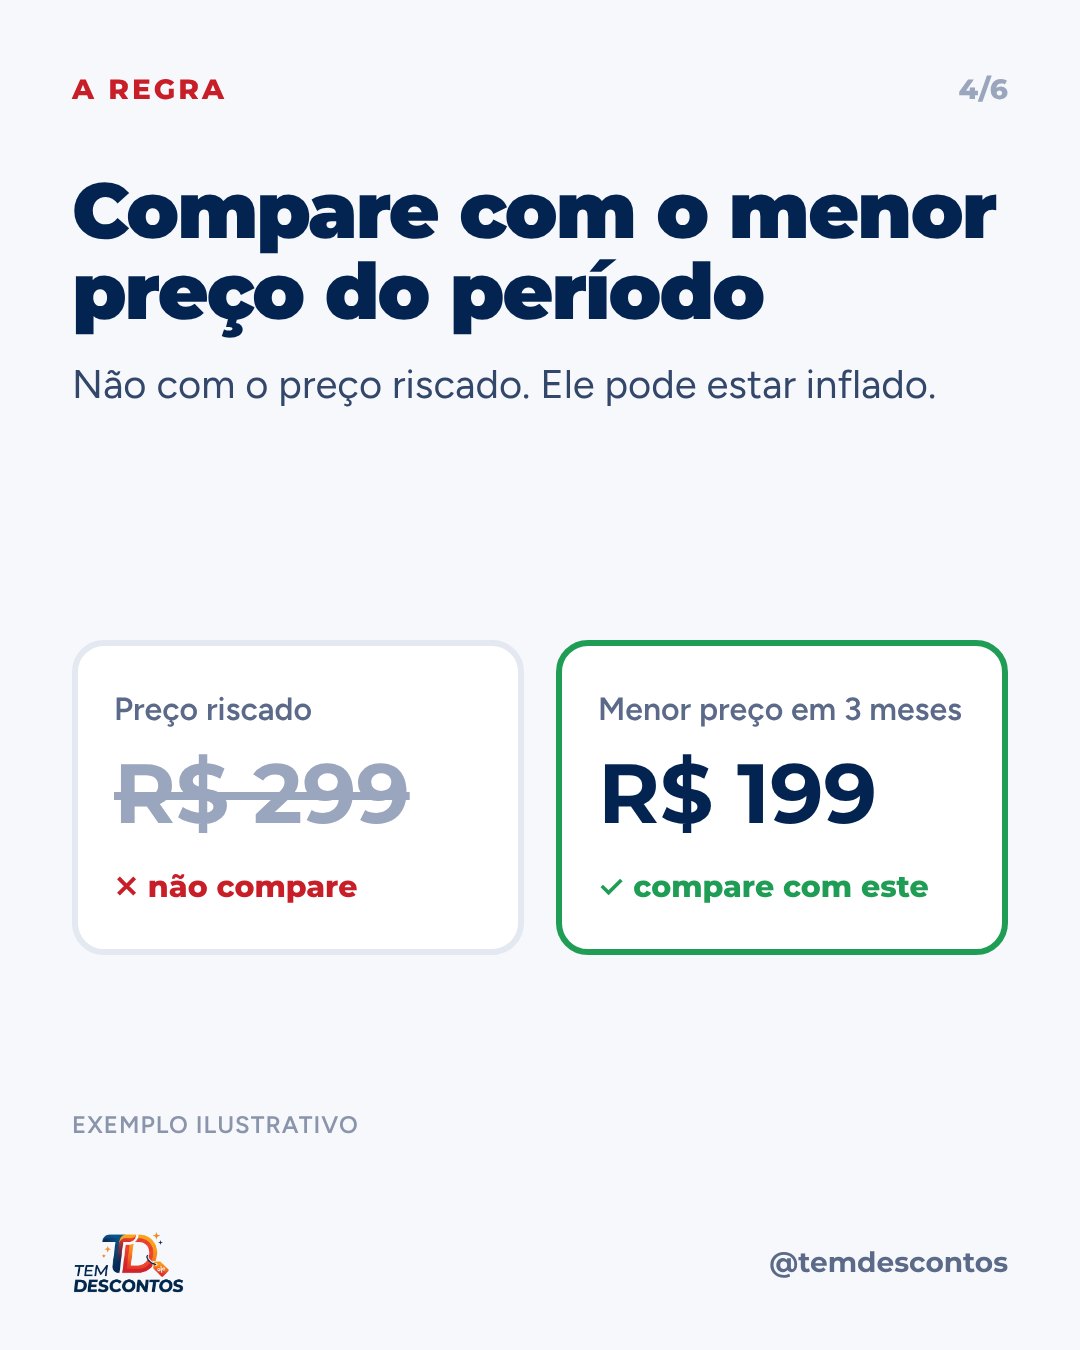 A REGRA
4/6
Compare com o menor
preço do período
Não com o preço riscado. Ele pode estar inflado.
Preço riscado
R$ 299
✕ não compare
Menor preço em 3 meses
R$ 199
✓ compare com este
EXEMPLO ILUSTRATIVO
TD
TEM
DESCONTOS
@temdescontos